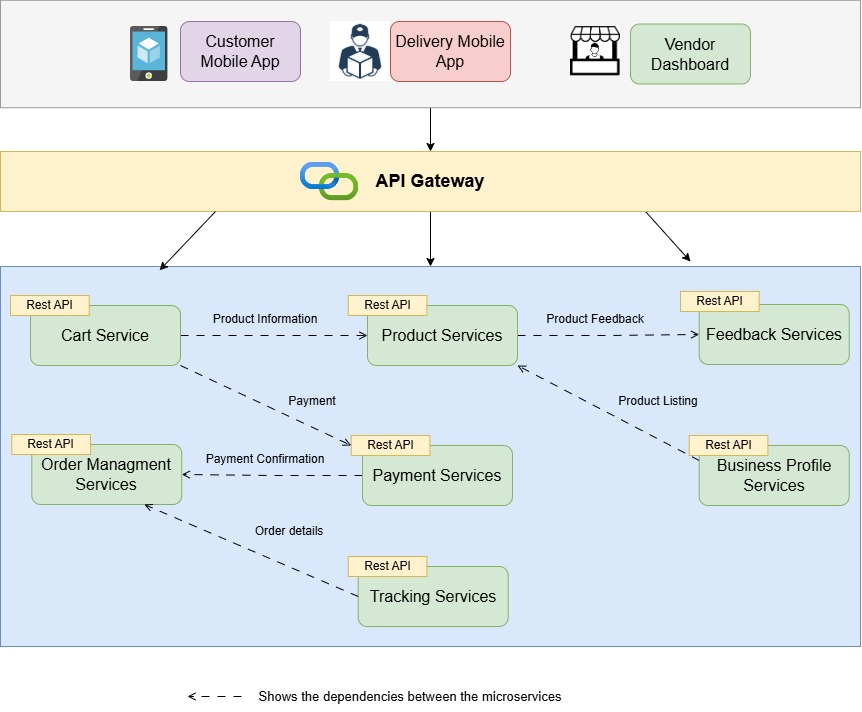 Customer
Mobile App
Delivery Mobile
App
Vendor
Dashboard
API Gateway
Rest API
Cart Service
Product Information
Rest API
Product Services
Product Feedback
Rest API
Feedback Services
Payment
Product Listing
Rest API
Order Managment
Services
Payment Confirmation
Rest API
Payment Services
Rest API
Business Profile
Services
Order details
Rest API
Tracking Services
Shows the dependencies between the microservices